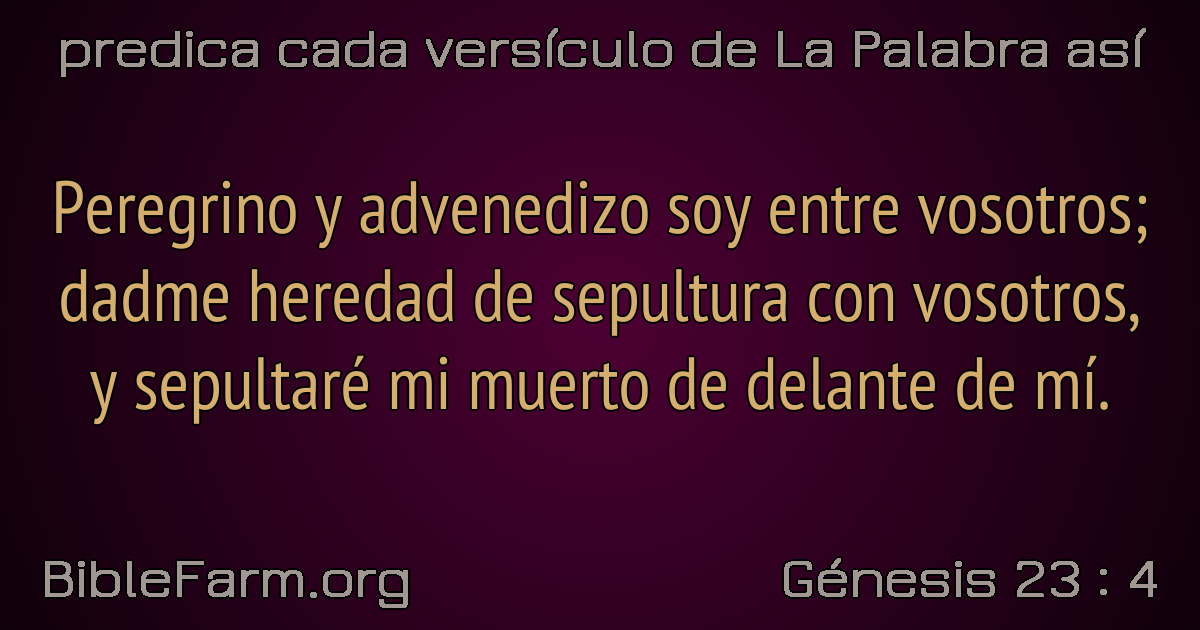 predica cada versículo de La Palabra así
Peregrino y advenedizo soy entre vosotros;
dadme heredad de sepultura con vosotros,
y sepultaré mi muerto de delante de mí.
BibleFarm.org
Génesis 23 : 4